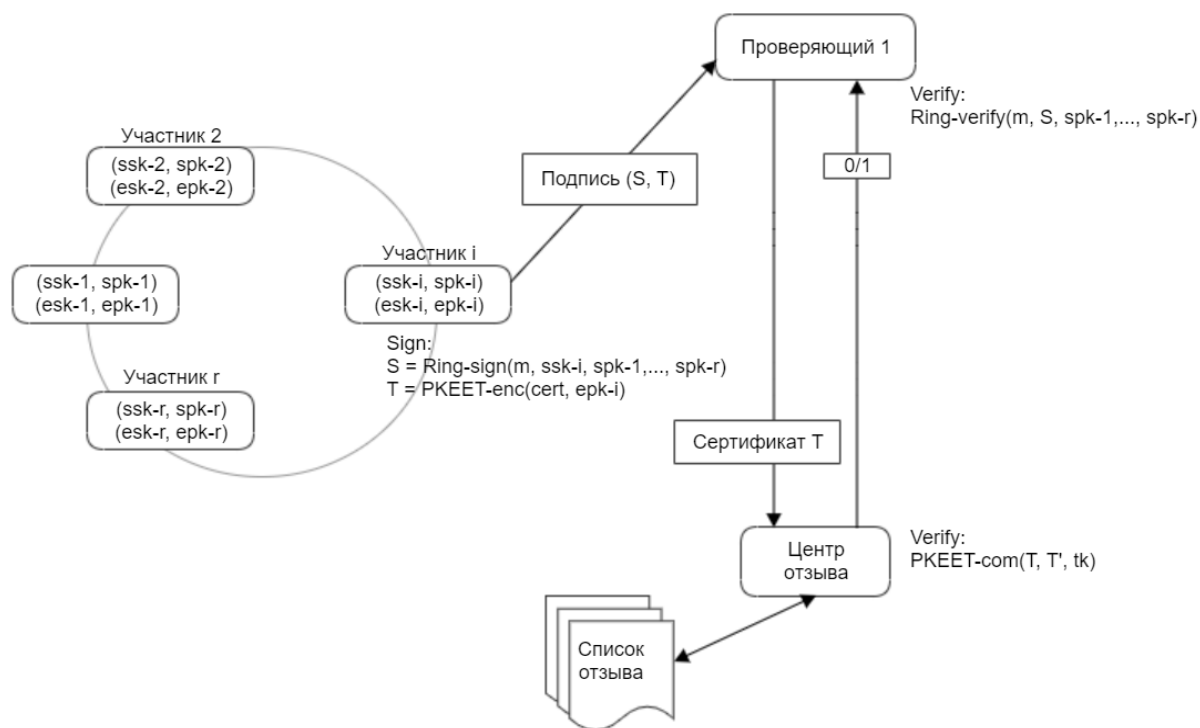 Проверяющий 1
Verify:
Ring-verify(m, S, spk-1,..., spk-r)
Участник 2
(ssk-2, spk-2)
(esk-2, epk-2)
Подпись (S, T)
0/1
Участник i
(ssk-1, spk-1)
(esk-1, epk-1)
(ssk-i, spk-i)
(esk-i, epk-i)
Sign:
S = Ring-sign(m, ssk-i, spk-1,..., spk-r)
T = PKEET-enc(cert, epk-i)
Участник r
(ssk-r, spk-r)
(esk-r, epk-r)
Сертификат T
Центр
отзыва
Verify:
PKEET-com(T, T', tk)
Список
отзыва